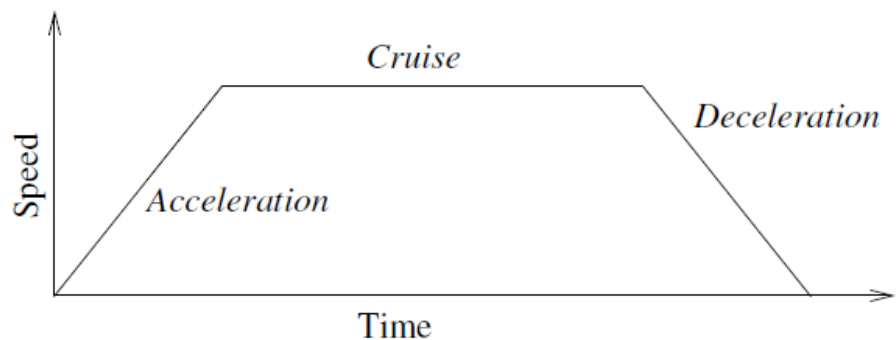 Cruise
Deceleration
Speed
Acceleration
Time